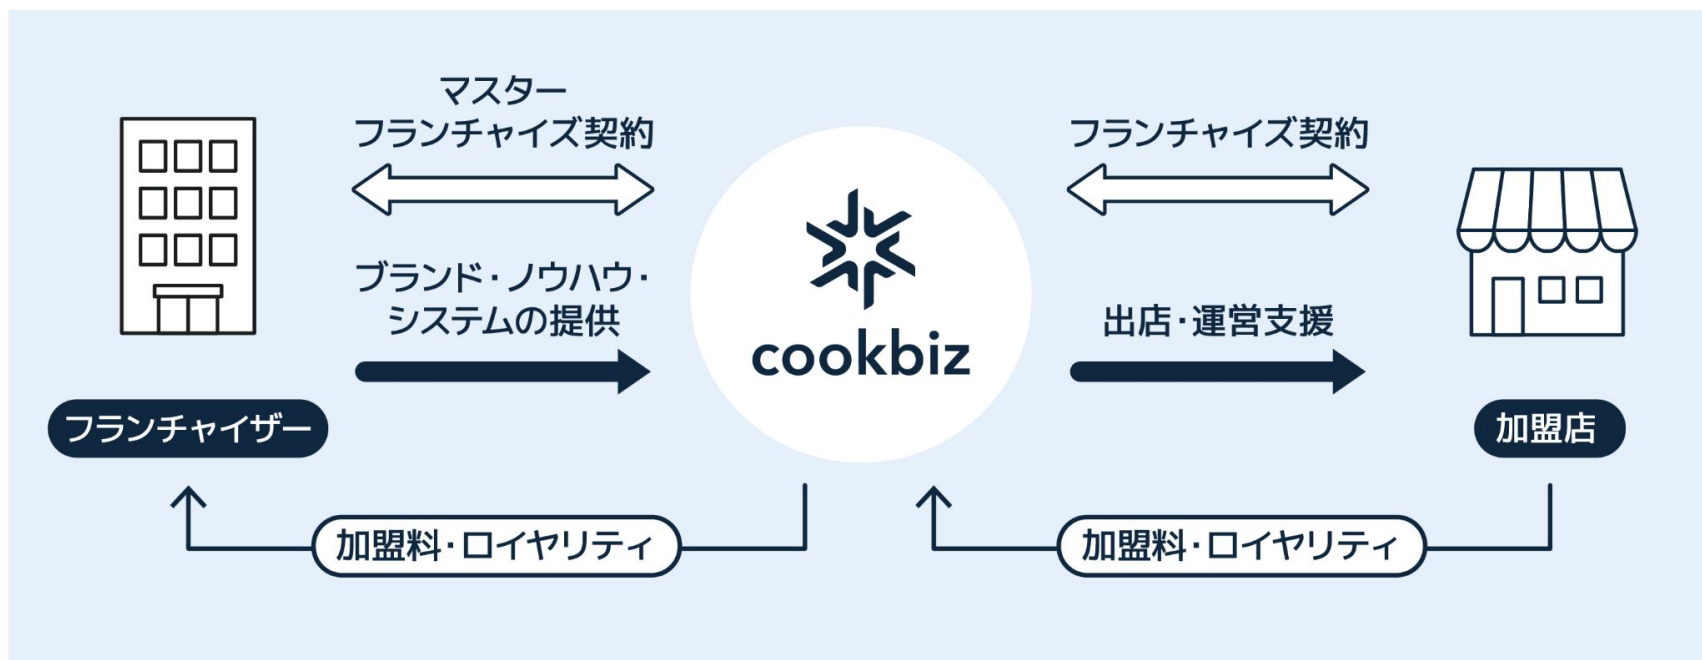 マスター
フランチャイズ契約
ブランド・ノウハウ・
システムの提供
フランチャイザー
加盟料・ロイヤリティ
cookbiz
フランチャイズ契約
出店・運営支援
加盟店
加盟料・ロイヤリティ